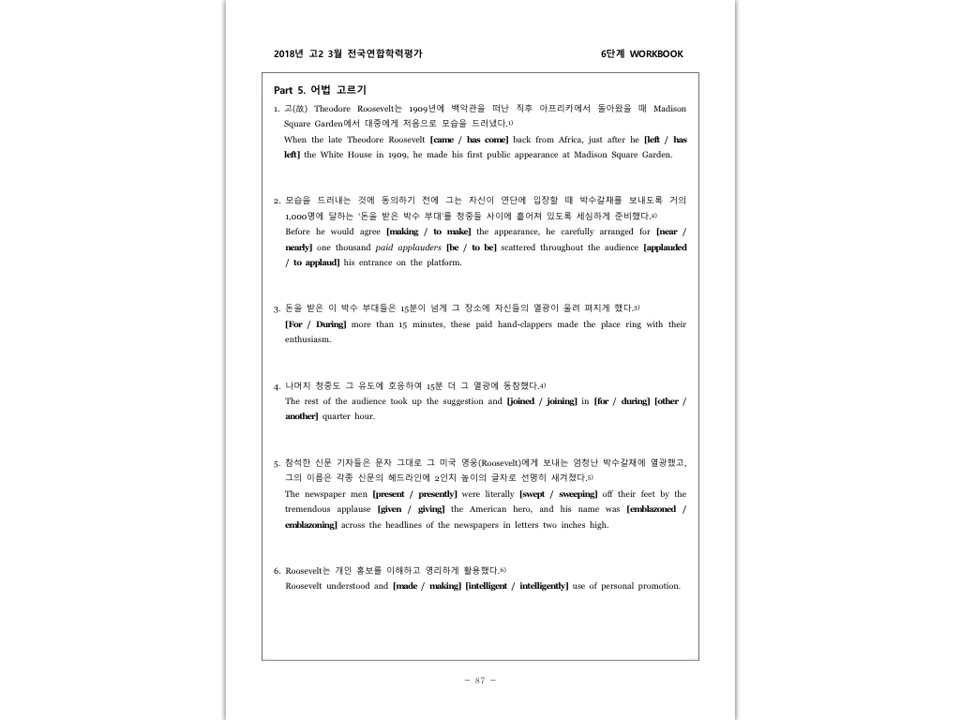 2018년 고2 3월 전국연합학력평가 6단계 WORKBOOK
Part 5. 어법 고르기
1. 고(故) Theodore Roosevelt는 1909년에 백악관을 떠난 직후 아프리카에서 돌아왔을 때 Madison
Square Garden에서 대중에게 처음으로 모습을 드러냈다.1)
When the late Theodore Roosevelt [came / has come] back from Africa, just after he [left / has
left] the White House in 1909, he made his first public appearance at Madison Square Garden.
2. 모습을 드러내는 것에 동의하기 전에 그는 자신이 연단에 입장할 때 박수갈채를 보내도록 거의
1,000명에 달하는 '돈을 받은 박수 부대'를 청중들 사이에 흩어져 있도록 세심하게 준비했다.2)
Before he would agree [making / to make] the appearance, he carefully arranged for [near /
nearly] one thousand paid applauders [be / to be] scattered throughout the audience [applauded
/ to applaud] his entrance on the platform.
3. 돈을 받은 이 박수 부대들은 15분이 넘게 그 장소에 자신들의 열광이 울려 퍼지게 했다.3)
[For / During] more than 15 minutes, these paid hand-clappers made the place ring with their
enthusiasm.
4. 나머지 청중도 그 유도에 호응하여 15분 더 그 열광에 동참했다.4)
The rest of the audience took up the suggestion and [joined / joining] in [for / during] [other /
another] quarter hour.
5. 참석한 신문 기자들은 문자 그대로 그 미국 영웅(Roosevelt)에게 보내는 엄청난 박수갈채에 열광했고,
그의 이름은 각종 신문의 헤드라인에 2인치 높이의 글자로 선명히 새겨졌다.5)
The newspaper men [present / presently] were literally [swept / sweeping] off their feet by the
tremendous applause [given / giving] the American hero, and his name was [emblazoned /
emblazoning] across the headlines of the newspapers in letters two inches high.
6. Roosevelt는 개인 홍보를 이해하고 영리하게 활용했다.6)
Roosevelt understood and [made / making] [intelligent / intelligently] use of personal promotion.
- 87 -